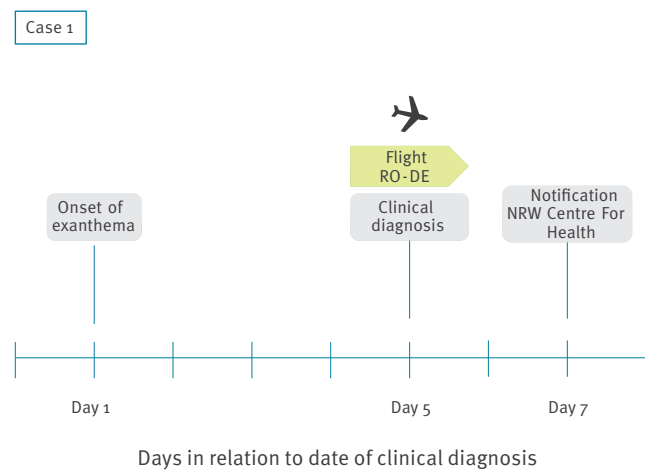 Case 1
Flight
RO-DE
Onset of
exanthema
Clinical
diagnosis
Notification
NRW Centre For
Health
Day 1
Day 5
Day 7
Days in relation to date of clinical diagnosis